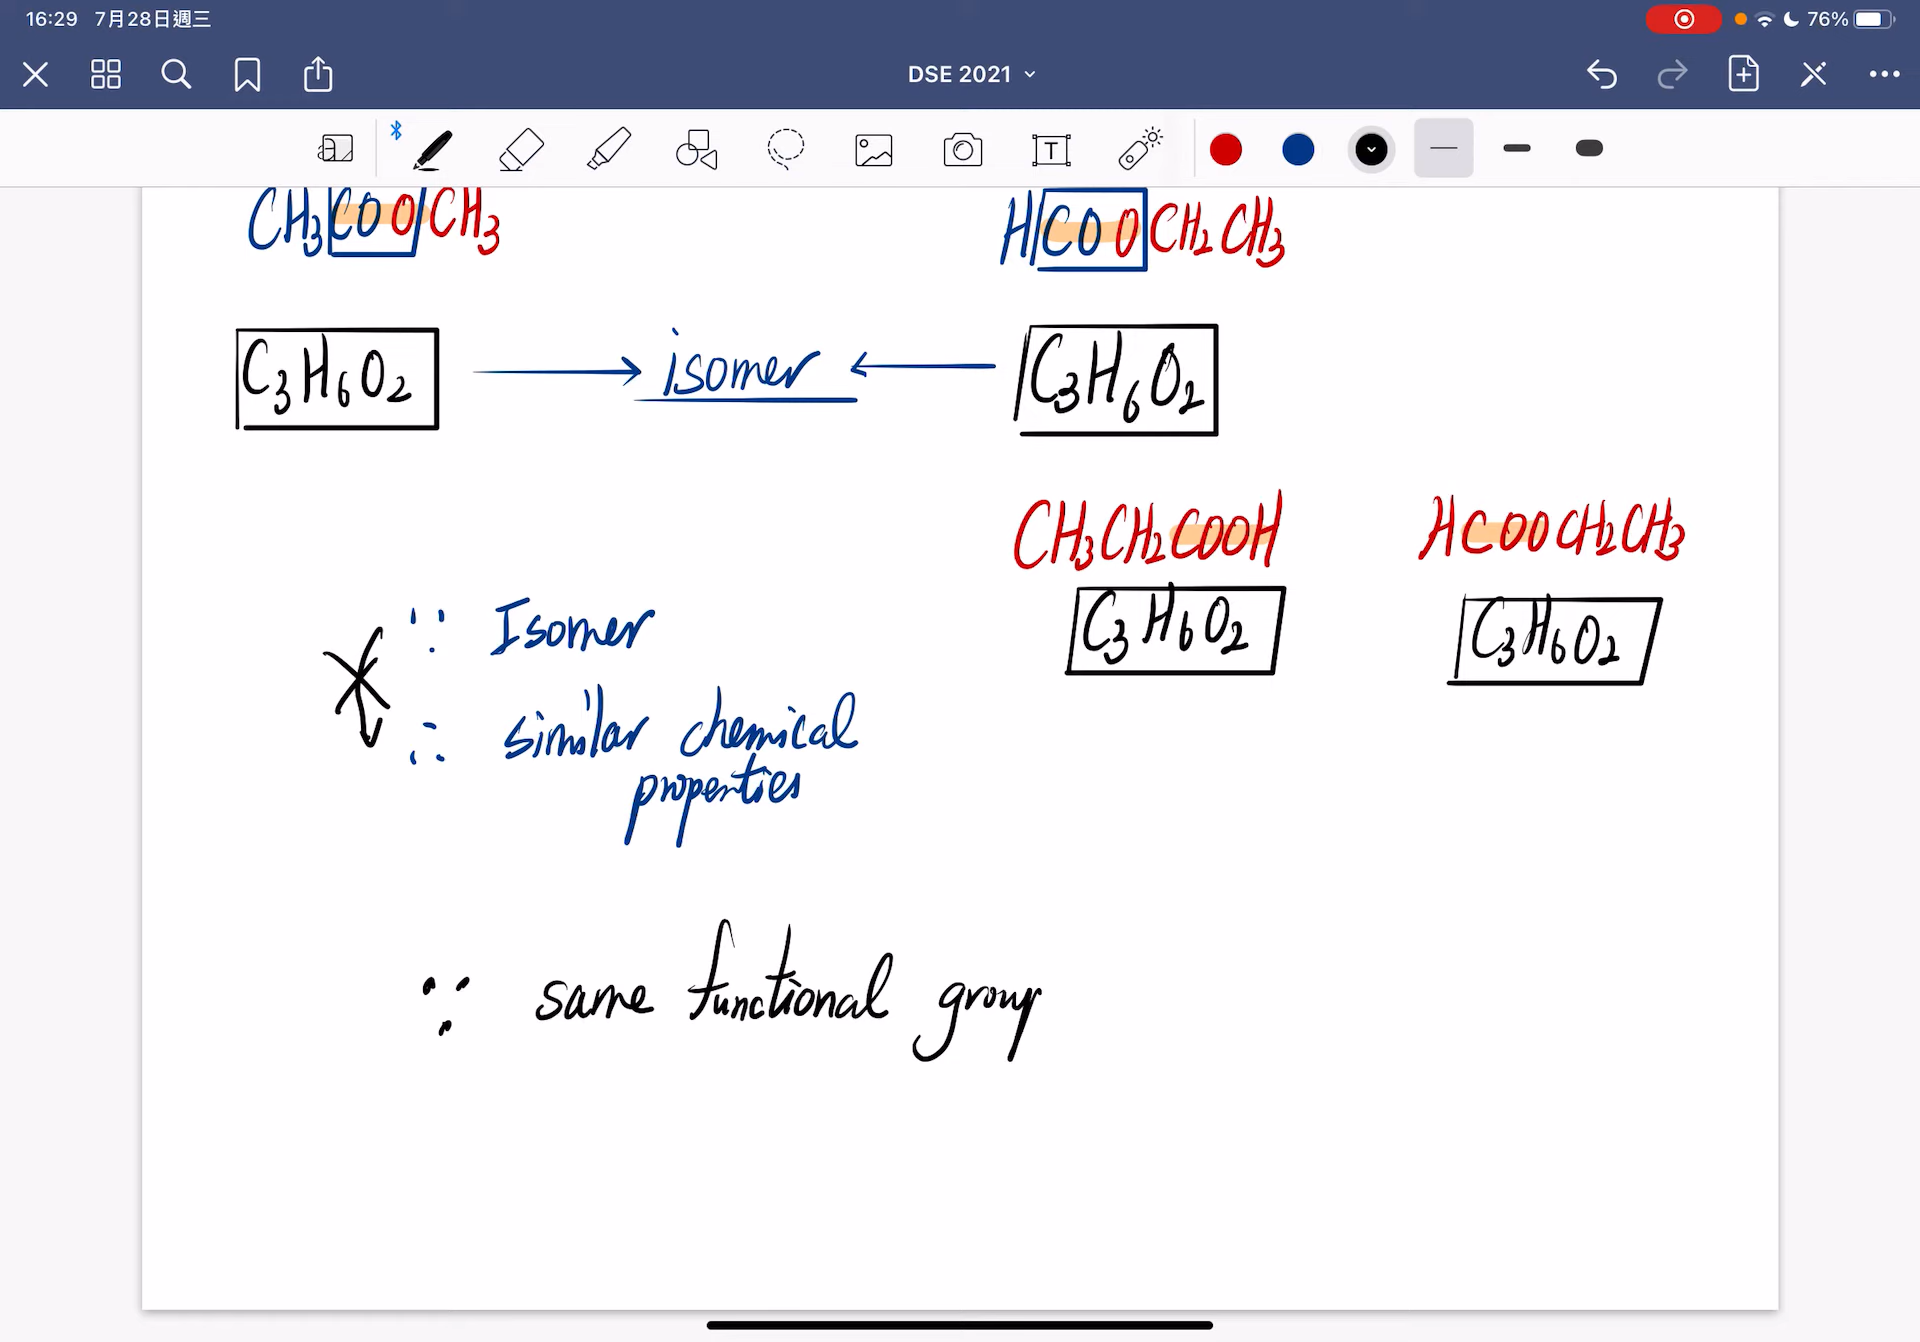 16:29 7月28日週三
76%
DSE 2021
T
CH₃COOCH₃
HCOOCH₂CH₃
C₃H₆O₂ → isomer ← C₃H₆O₂
CH₃CH₂COOH
HCOOCH₂CH₃
C₃H₆O₂
C₃H₆O₂
∵ Isomer
∴ similar chemical
properties
∵ same functional group